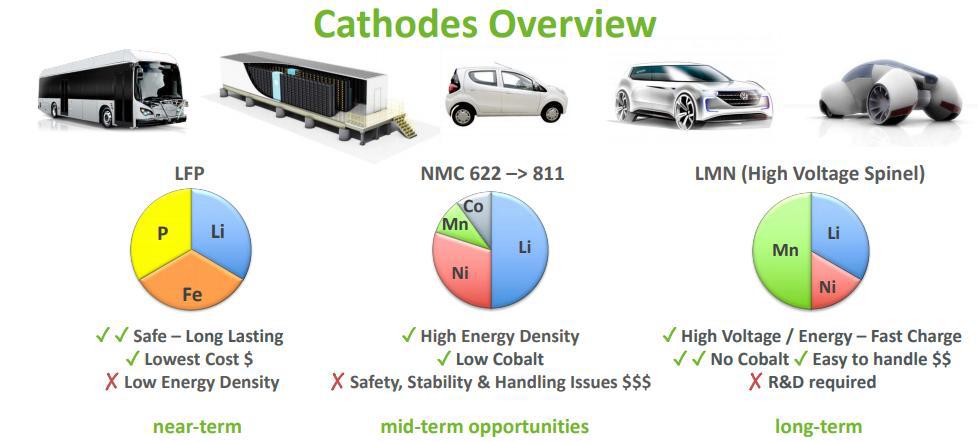 Cathodes Overview
LFP
NMC 622 –> 811
LMN (High Voltage Spinel)
P
Li
Fe
Co
Mn
Li
Ni
Mn
Li
Ni
✓ ✓ Safe – Long Lasting
✓ Lowest Cost $
✗ Low Energy Density
✓ High Energy Density
✓ Low Cobalt
✗ Safety, Stability & Handling Issues $$$
✓ High Voltage / Energy – Fast Charge
✓ ✓ No Cobalt ✓ Easy to handle $$
✗ R&D required
near-term
mid-term opportunities
long-term